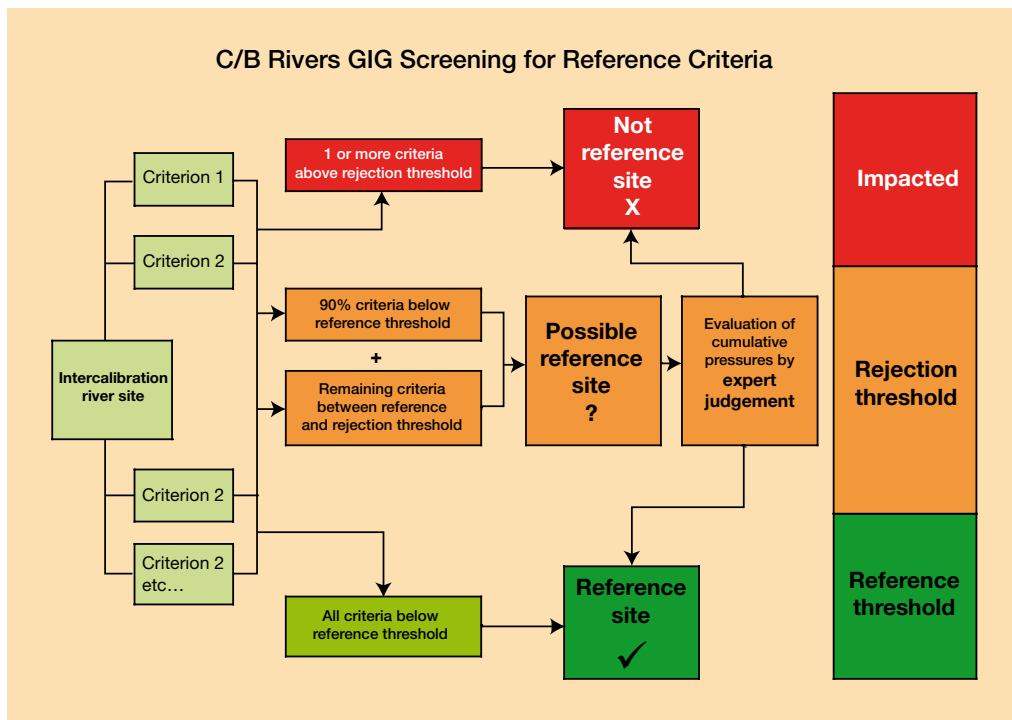 C/B Rivers GIG Screening for Reference Criteria
Criterion 1
Criterion 2
Intercalibration
river site
Criterion 2
Criterion 2
etc…
1 or more criteria
above rejection threshold
90% criteria below
reference threshold
+
Remaining criteria
between reference
and rejection threshold
All criteria below
reference threshold
Not
reference
site
X
Possible
reference
site
?
Evaluation of
cumulative
pressures by
expert
judgement
Reference
site
✓
Impacted
Rejection
threshold
Reference
threshold